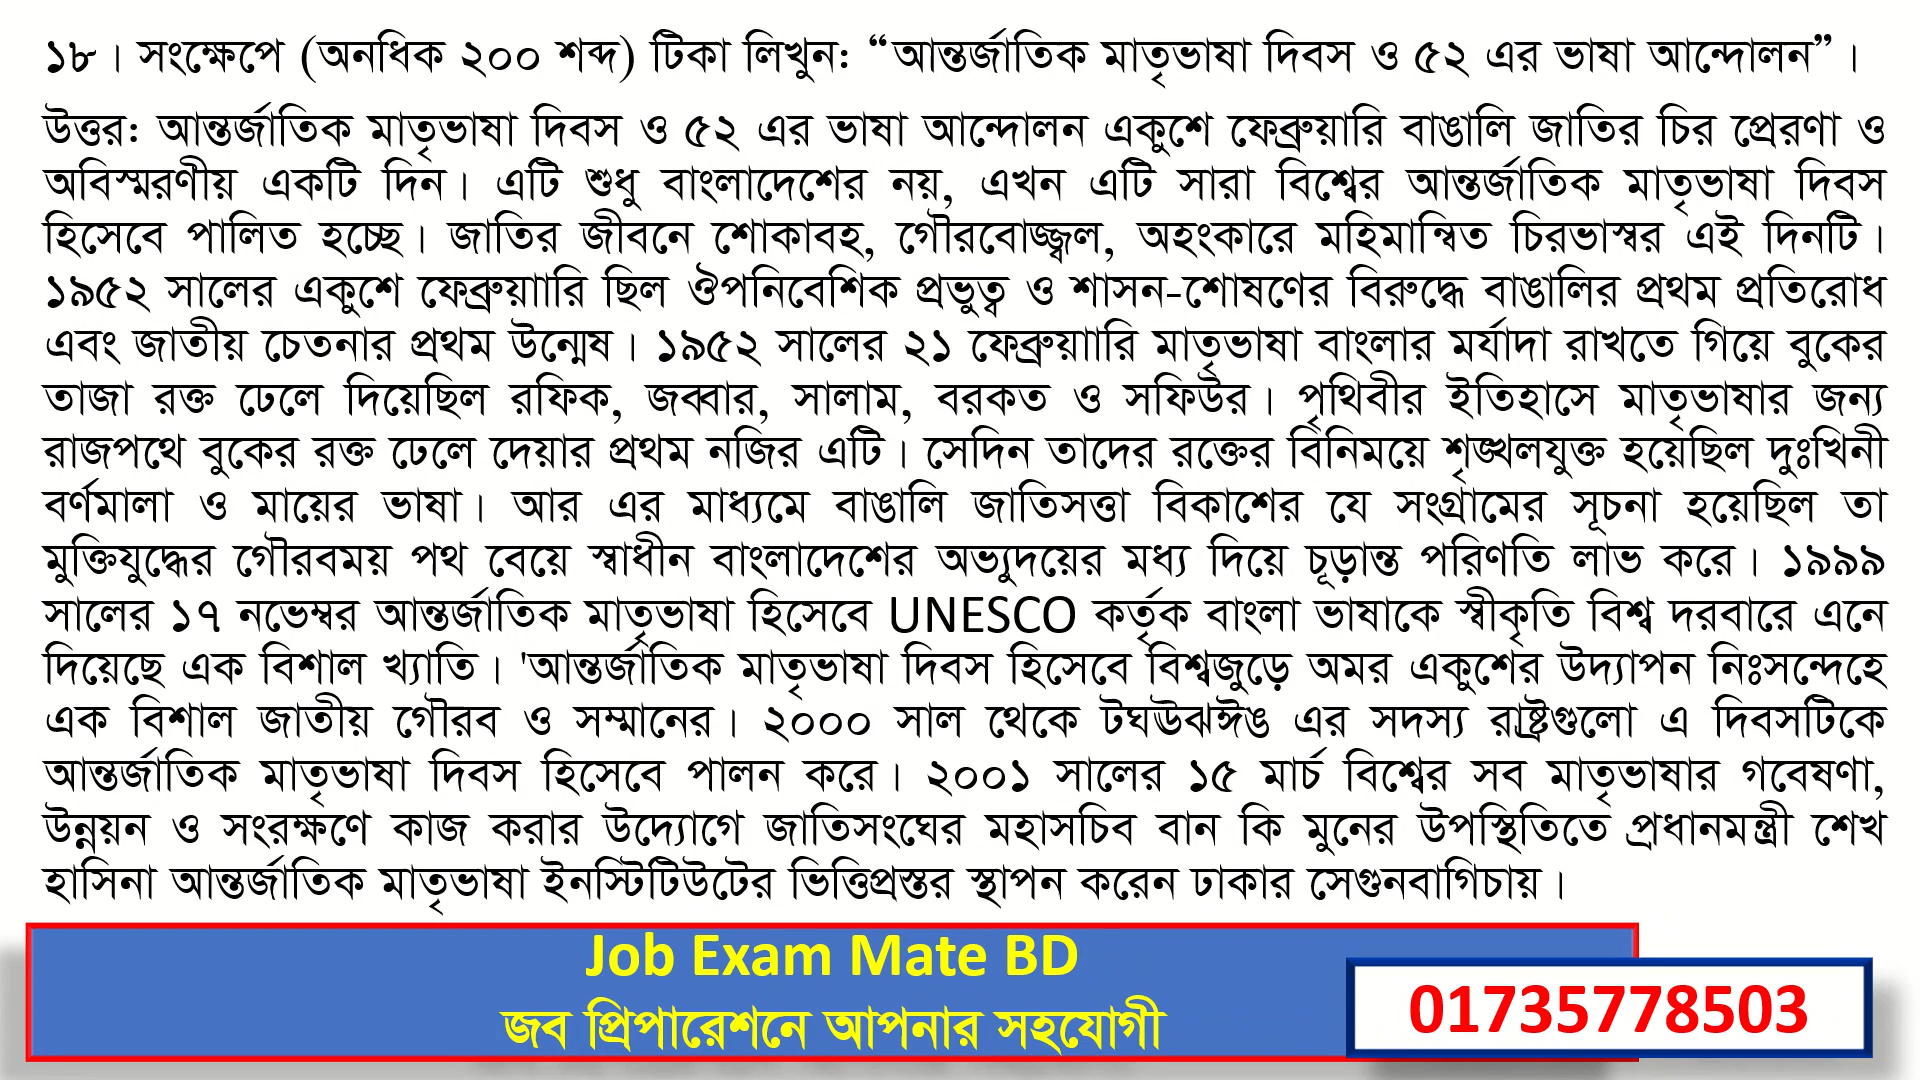 ১৮। সংক্ষেপে (অনধিক ২০০ শব্দ) টিকা লিখুন: “আন্তর্জাতিক মাতৃভাষা দিবস ও ৫২ এর ভাষা আন্দোলন”।
উত্তর: আন্তর্জাতিক মাতৃভাষা দিবস ও ৫২ এর ভাষা আন্দোলন একুশে ফেব্রুয়ারি বাঙালি জাতির চির প্রেরণা ও
অবিস্মরণীয় একটি দিন। এটি শুধু বাংলাদেশের নয়, এখন এটি সারা বিশ্বের আন্তর্জাতিক মাতৃভাষা দিবস
হিসেবে পালিত হচ্ছে। জাতির জীবনে শোকাবহ, গৌরবোজ্জ্বল, অহংকারে মহিমান্বিত চিরভাস্বর এই দিনটি।
১৯৫২ সালের একুশে ফেব্রুয়াারি ছিল ঔপনিবেশিক প্রভুত্ব ও শাসন-শোষণের বিরুদ্ধে বাঙালির প্রথম প্রতিরোধ
এবং জাতীয় চেতনার প্রথম উন্মেষ। ১৯৫২ সালের ২১ ফেব্রুয়াারি মাতৃভাষা বাংলার মর্যাদা রাখতে গিয়ে বুকের
তাজা রক্ত ঢেলে দিয়েছিল রফিক, জব্বার, সালাম, বরকত ও সফিউর। পৃথিবীর ইতিহাসে মাতৃভাষার জন্য
রাজপথে বুকের রক্ত ঢেলে দেয়ার প্রথম নজির এটি। সেদিন তাদের রক্তের বিনিময়ে শৃঙ্খলযুক্ত হয়েছিল দুঃখিনী
বর্ণমালা ও মায়ের ভাষা। আর এর মাধ্যমে বাঙালি জাতিসত্তা বিকাশের যে সংগ্রামের সূচনা হয়েছিল তা
মুক্তিযুদ্ধের গৌরবময় পথ বেয়ে স্বাধীন বাংলাদেশের অভ্যুদয়ের মধ্য দিয়ে চূড়ান্ত পরিণতি লাভ করে। ১৯৯৯
সালের ১৭ নভেম্বর আন্তর্জাতিক মাতৃভাষা হিসেবে UNESCO কর্তৃক বাংলা ভাষাকে স্বীকৃতি বিশ্ব দরবারে এনে
দিয়েছে এক বিশাল খ্যাতি। 'আন্তর্জাতিক মাতৃভাষা দিবস হিসেবে বিশ্বজুড়ে অমর একুশের উদ্যাপন নিঃসন্দেহে
এক বিশাল জাতীয় গৌরব ও সম্মানের। ২০০০ সাল থেকে টঘঊঝঈঙ এর সদস্য রাষ্ট্রগুলো এ দিবসটিকে
আন্তর্জাতিক মাতৃভাষা দিবস হিসেবে পালন করে। ২০০১ সালের ১৫ মার্চ বিশ্বের সব মাতৃভাষার গবেষণা,
উন্নয়ন ও সংরক্ষণে কাজ করার উদ্যোগে জাতিসংঘের মহাসচিব বান কি মুনের উপস্থিতিতে প্রধানমন্ত্রী শেখ
হাসিনা আন্তর্জাতিক মাতৃভাষা ইনস্টিটিউটের ভিত্তিপ্রস্তর স্থাপন করেন ঢাকার সেগুনবাগিচায়।
Job Exam Mate BD
জব প্রিপারেশনে আপনার সহযোগী
01735778503